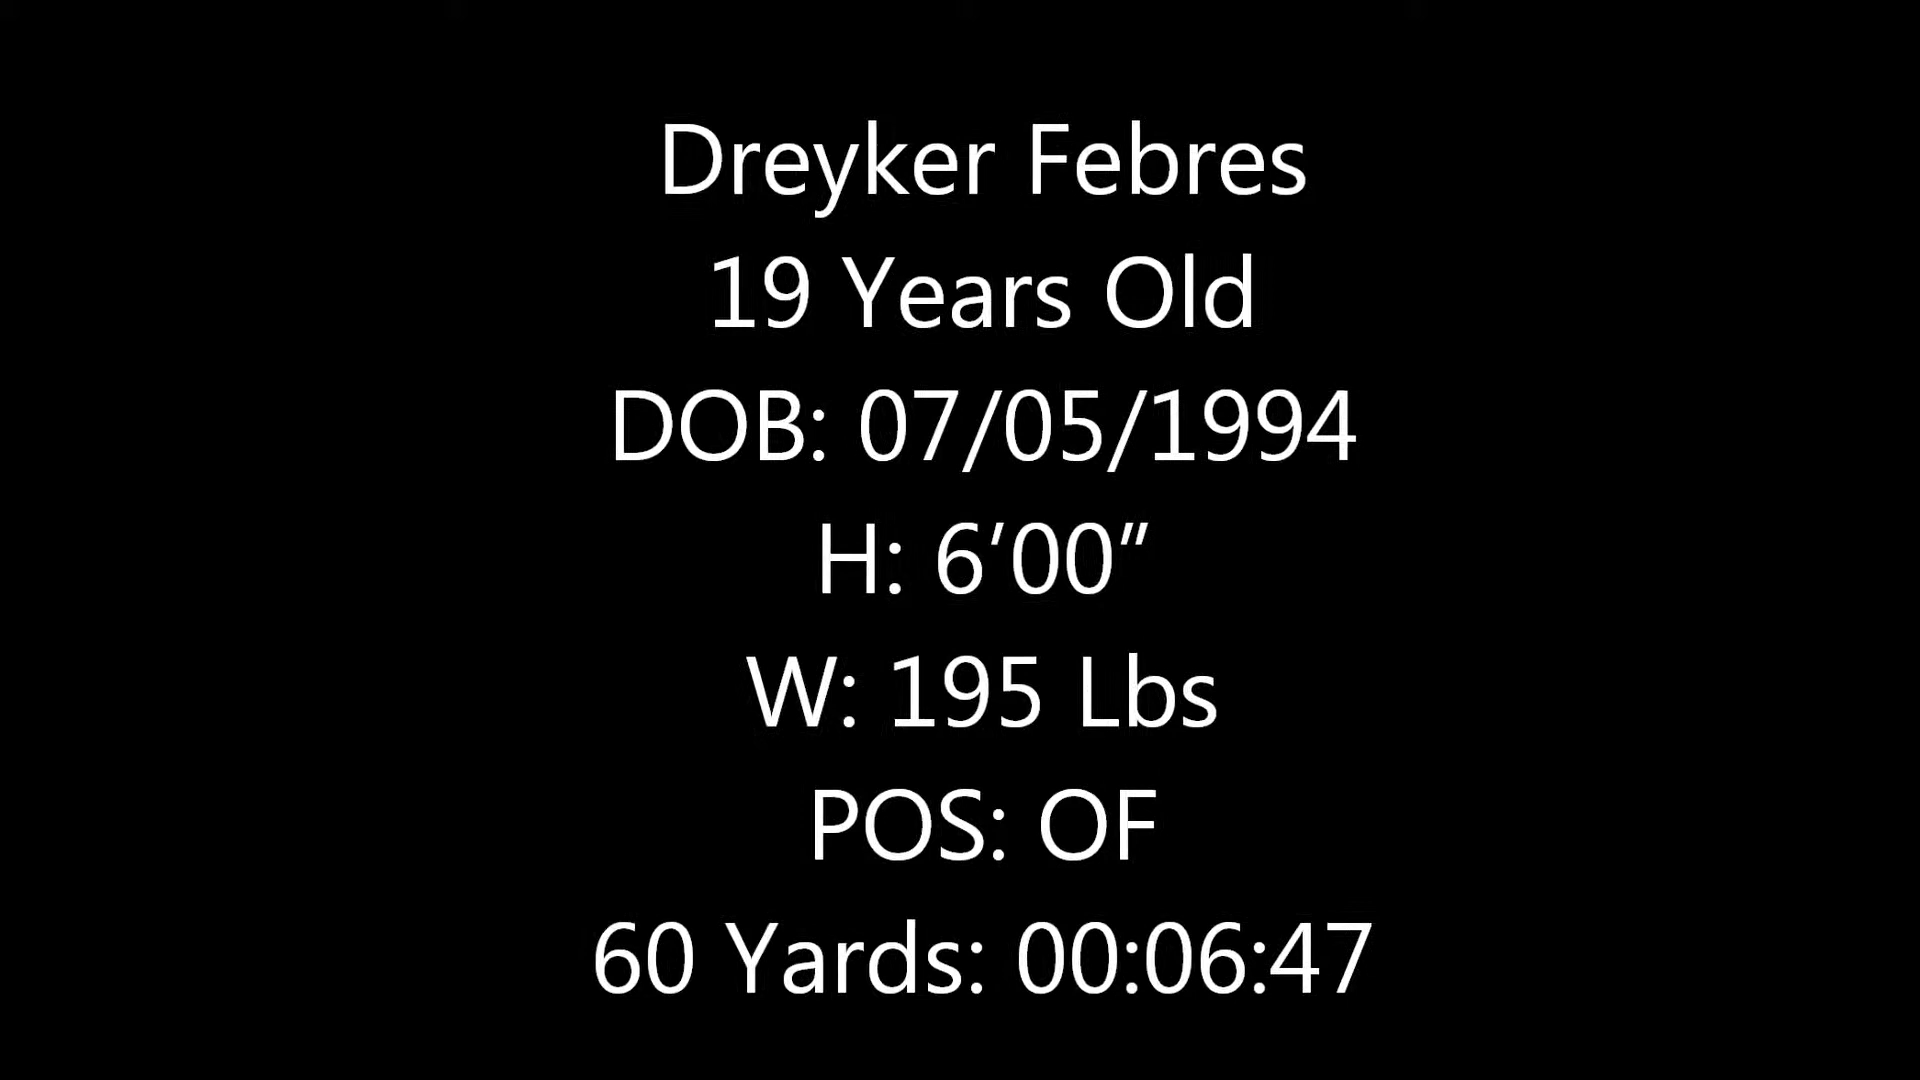 Dreyker Febres
19 Years Old
DOB: 07/05/1994
H: 6’00”
W: 195 Lbs
POS: OF
60 Yards: 00:06:47